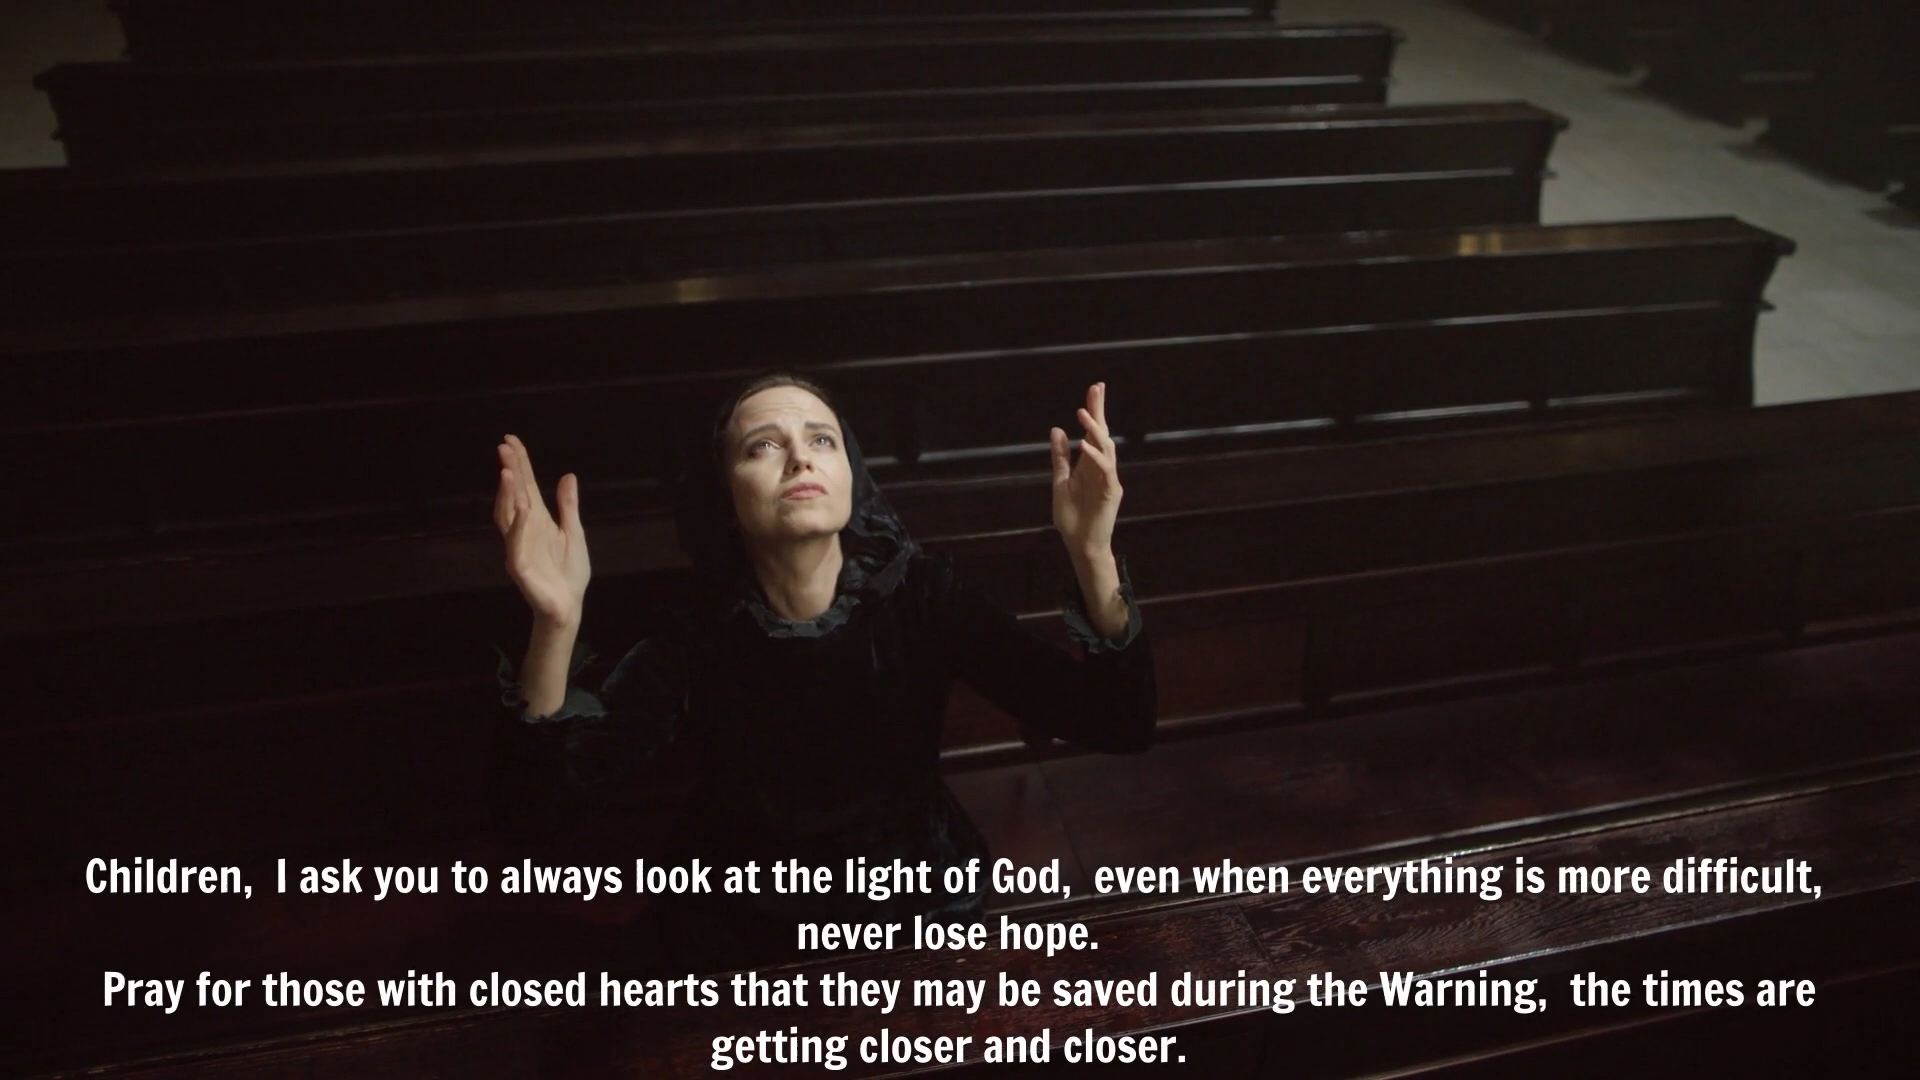 Children,  I ask you to always look at the light of God,  even when everything is more difficult,
never lose hope.
Pray for those with closed hearts that they may be saved during the Warning,  the times are
getting closer and closer.